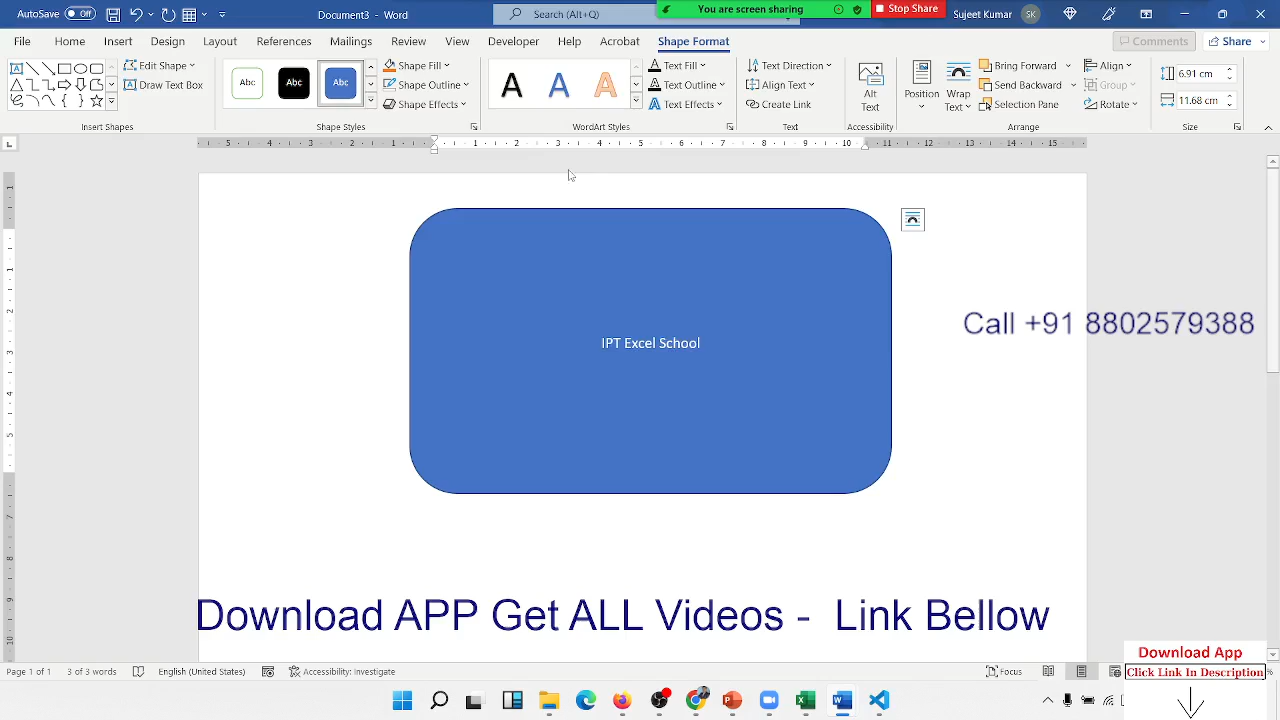 AutoSave Off Document3 - Word Search (Alt+Q) You are screen sharing Stop Share Sujeet Kumar SK
File Home Insert Draw Design Layout References Mailings Review View Developer Help Acrobat Shape Format Comments Share
Edit Shape Draw Text Box
Insert Shapes
Abc Abc Abc
Shape Fill
Shape Outline
Shape Effects
Shape Styles
A A A
Text Fill
Text Outline
Text Effects
WordArt Styles
Text Direction
Align Text
Create Link
Text
Alt Text
Accessibility
Position
Wrap Text
Bring Forward
Send Backward
Selection Pane
Align
Group
Rotate
Arrange
6.91 cm
11.68 cm
Size
IPT Excel School
Call +91 8802579388
Download APP Get ALL Videos - Link Bellow
Download App
Click Link In Description
Page 1 of 1 3 of 3 words English (United States) Accessibility: Investigate Focus